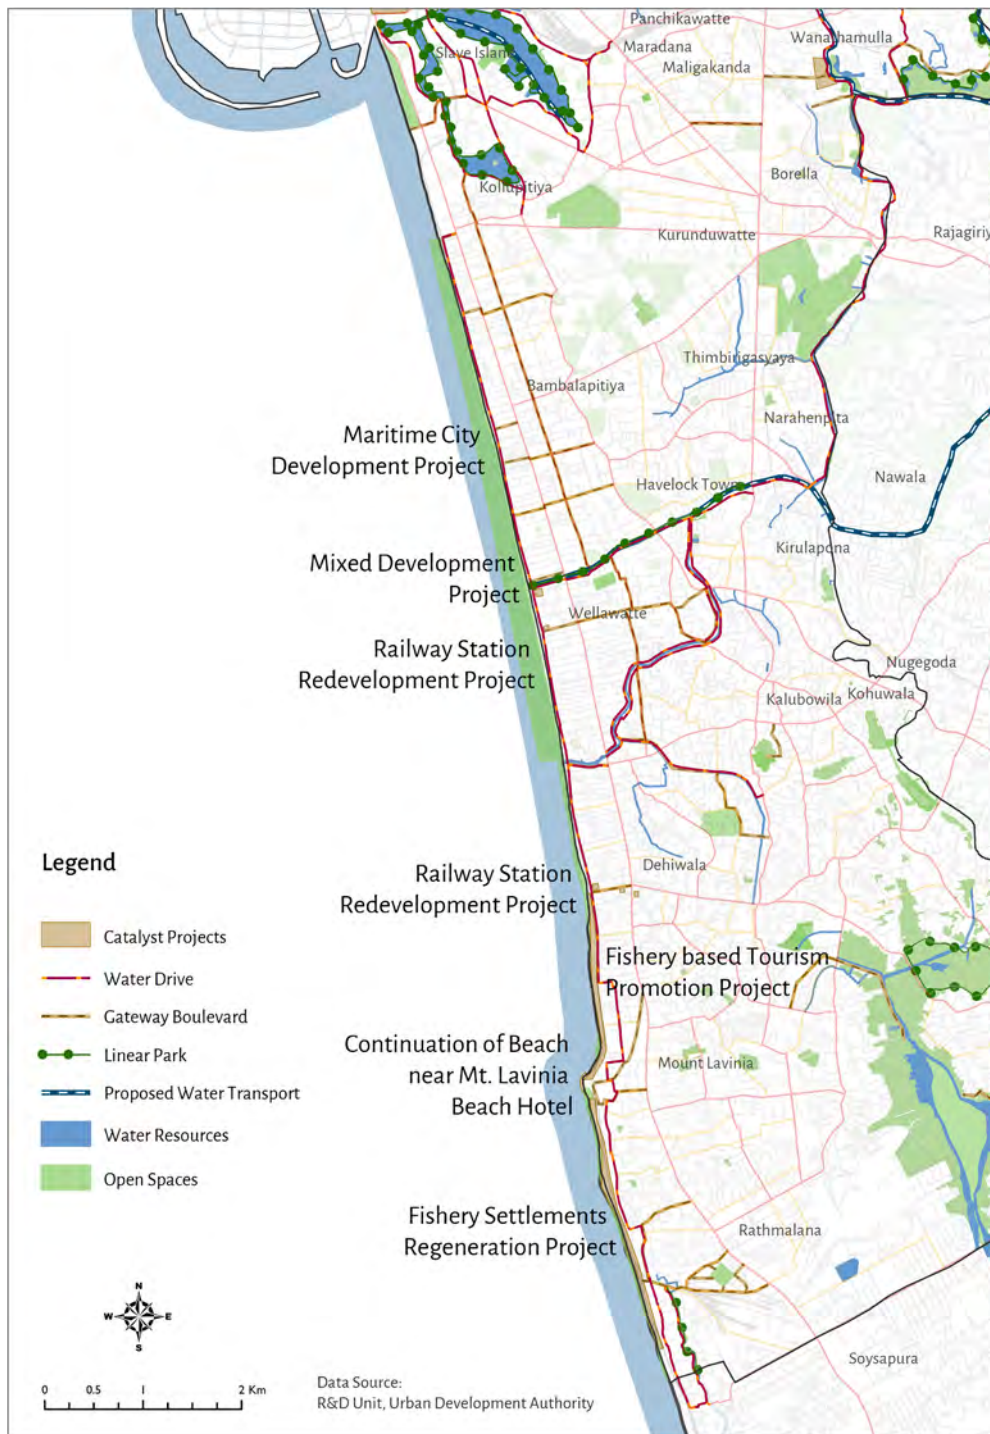 Panchikawatte
Wanathamulla
Slave Island
Maradana
Maligakanda
Borella
Kollupitiya
Kurunduwatte
Rajagiriy
Thimbirigasyaya
Bambalapitiya
Narahenpita
Maritime City
Development Project
Havelock Town
Nawala
Kirulapona
Mixed Development
Project
Wellawatte
Railway Station
Redevelopment Project
Nugegoda
Kalubowila
Kohuwala
Legend
Dehiwala
Railway Station
Redevelopment Project
Catalyst Projects
Water Drive
Gateway Boulevard
Linear Park
Proposed Water Transport
Water Resources
Open Spaces
Fishery based Tourism
Promotion Project
Continuation of Beach
near Mt. Lavinia
Beach Hotel
Mount Lavinia
Fishery Settlements
Regeneration Project
Rathmalana
Soysapura
N
W E
S
0 0.5 1 2 Km
Data Source:
R&D Unit, Urban Development Authority